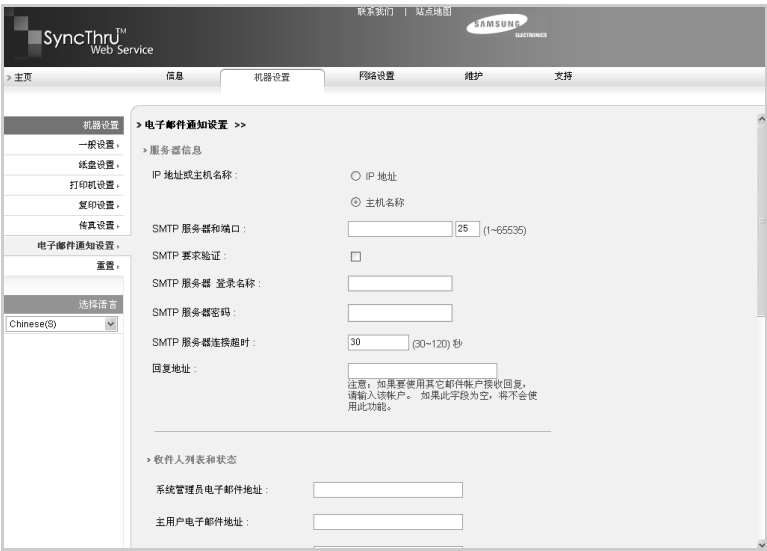 联系我们 | 站点地图
SAMSUNG
ELECTRONICS
SyncThru™
Web Service
> 主页
信息
机器设置
网络设置
维护
支持
机器设置
一般设置
纸盘设置
打印机设置
复印设置
传真设置
电子邮件通知设置
重置
选择语言
Chinese(S)
> 电子邮件通知设置 >>
> 服务器信息
IP 地址或主机名称 :
IP 地址
主机名称
SMTP 服务器和端口 : 25 (1~65535)
SMTP 要求验证 :
SMTP 服务器 登录名称 :
SMTP 服务器密码 :
SMTP 服务器连接超时 : 30 (30~120) 秒
回复地址 :
注意：如果要使用其它邮件帐户接收回复，
请输入该帐户。 如果此字段为空，将不会使
用此功能。
> 收件人列表和状态
系统管理员电子邮件地址 :
主用户电子邮件地址 :